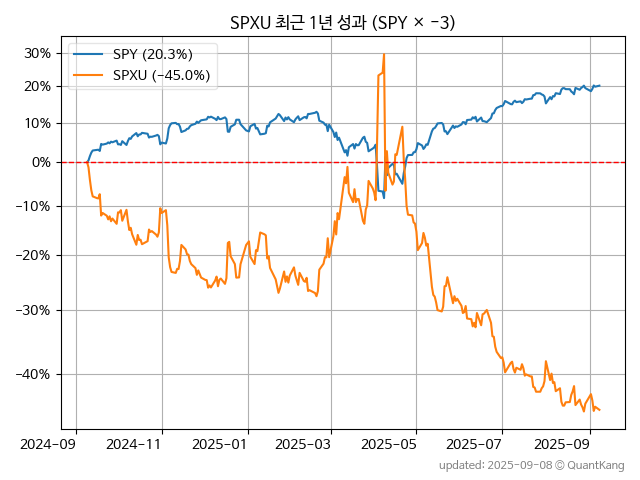 SPXU 최근 1년 성과 (SPY × −3)
SPY (20.3%)
SPXU (−45.0%)
30%
20%
10%
0%
−10%
−20%
−30%
−40%
2024−09 2024−11 2025−01 2025−03 2025−05 2025−07 2025−09
updated: 2025−09−08 © QuantKang